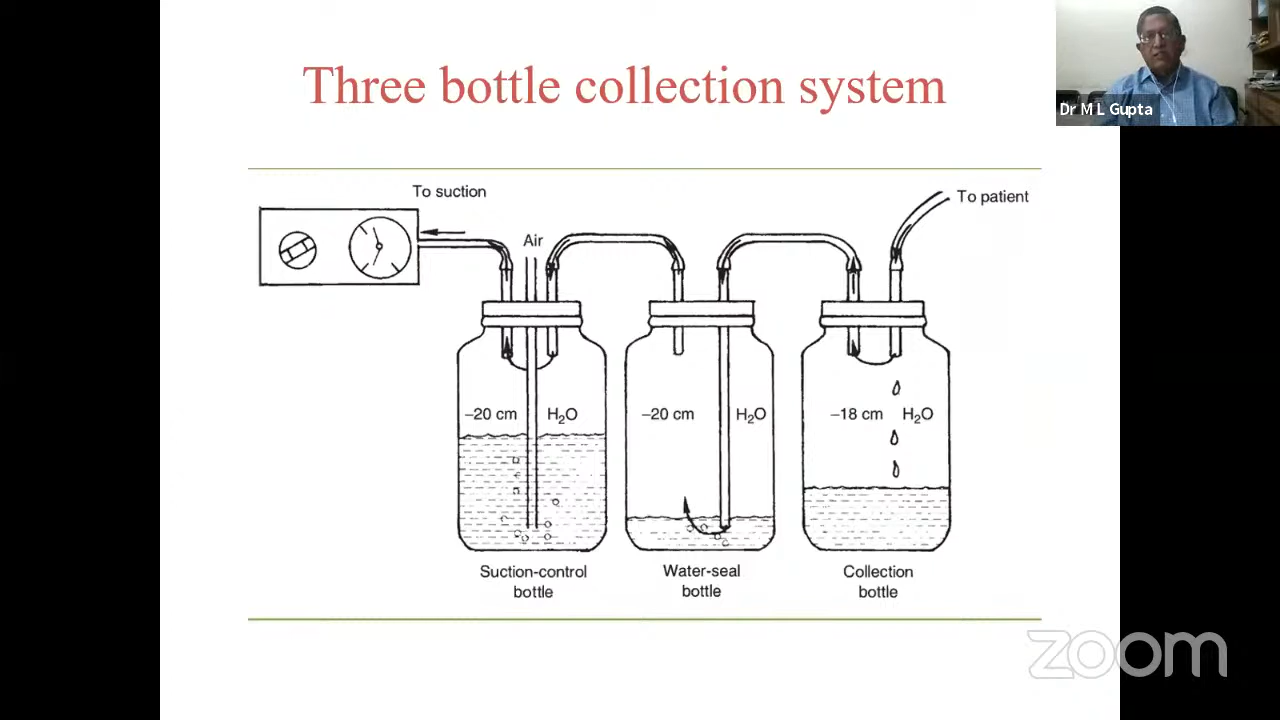 Three bottle collection system
Dr M L Gupta
To suction
To patient
Air
–20 cm H₂O
–20 cm H₂O
–18 cm H₂O
Suction-control
bottle
Water-seal
bottle
Collection
bottle
zoom